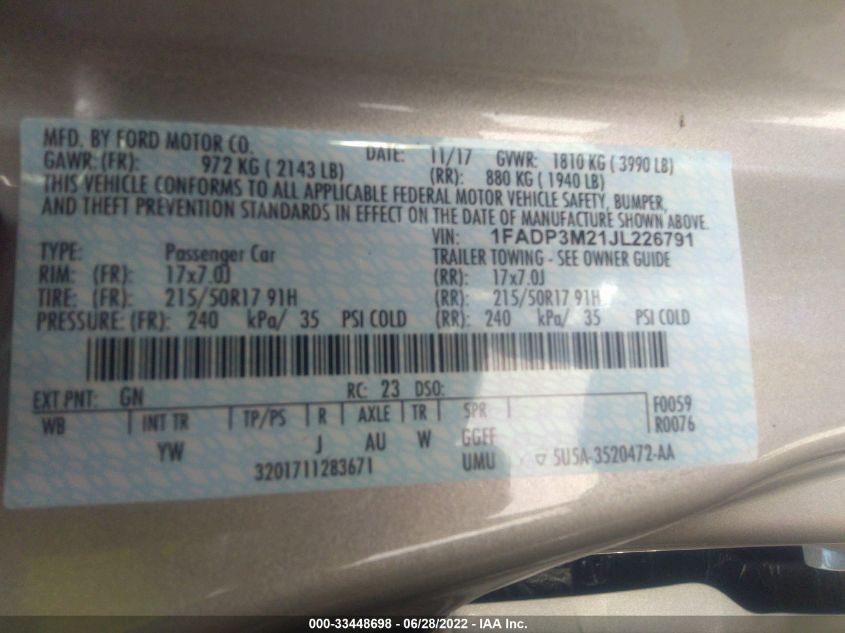 MFD. BY FORD MOTOR CO. DATE: 11/17 GVWR: 1810 KG ( 3990 LB)
GAWR: (FR): 972 KG ( 2143 LB) (RR): 880 KG ( 1940 LB)
THIS VEHICLE CONFORMS TO ALL APPLICABLE FEDERAL MOTOR VEHICLE SAFETY, BUMPER,
AND THEFT PREVENTION STANDARDS IN EFFECT ON THE DATE OF MANUFACTURE SHOWN ABOVE.
VIN: 1FADP3M21JL226791
TYPE: Passenger Car TRAILER TOWING - SEE OWNER GUIDE
RIM: (FR): 17x7.0J (RR): 17x7.0J
TIRE: (FR): 215/50R17 91H (RR): 215/50R17 91H
PRESSURE: (FR): 240 kPa/ 35 PSI COLD (RR): 240 kPa/ 35 PSI COLD
EXT PNT: GN RC: 23 DSO: F0059
WB INT TR TP/PS R AXLE TR SPR R0076
YW J AU W GGFF
3201711283671 UMU ▽ 5U5A-3520472-AA
000-33448698 - 06/28/2022 - IAA Inc.